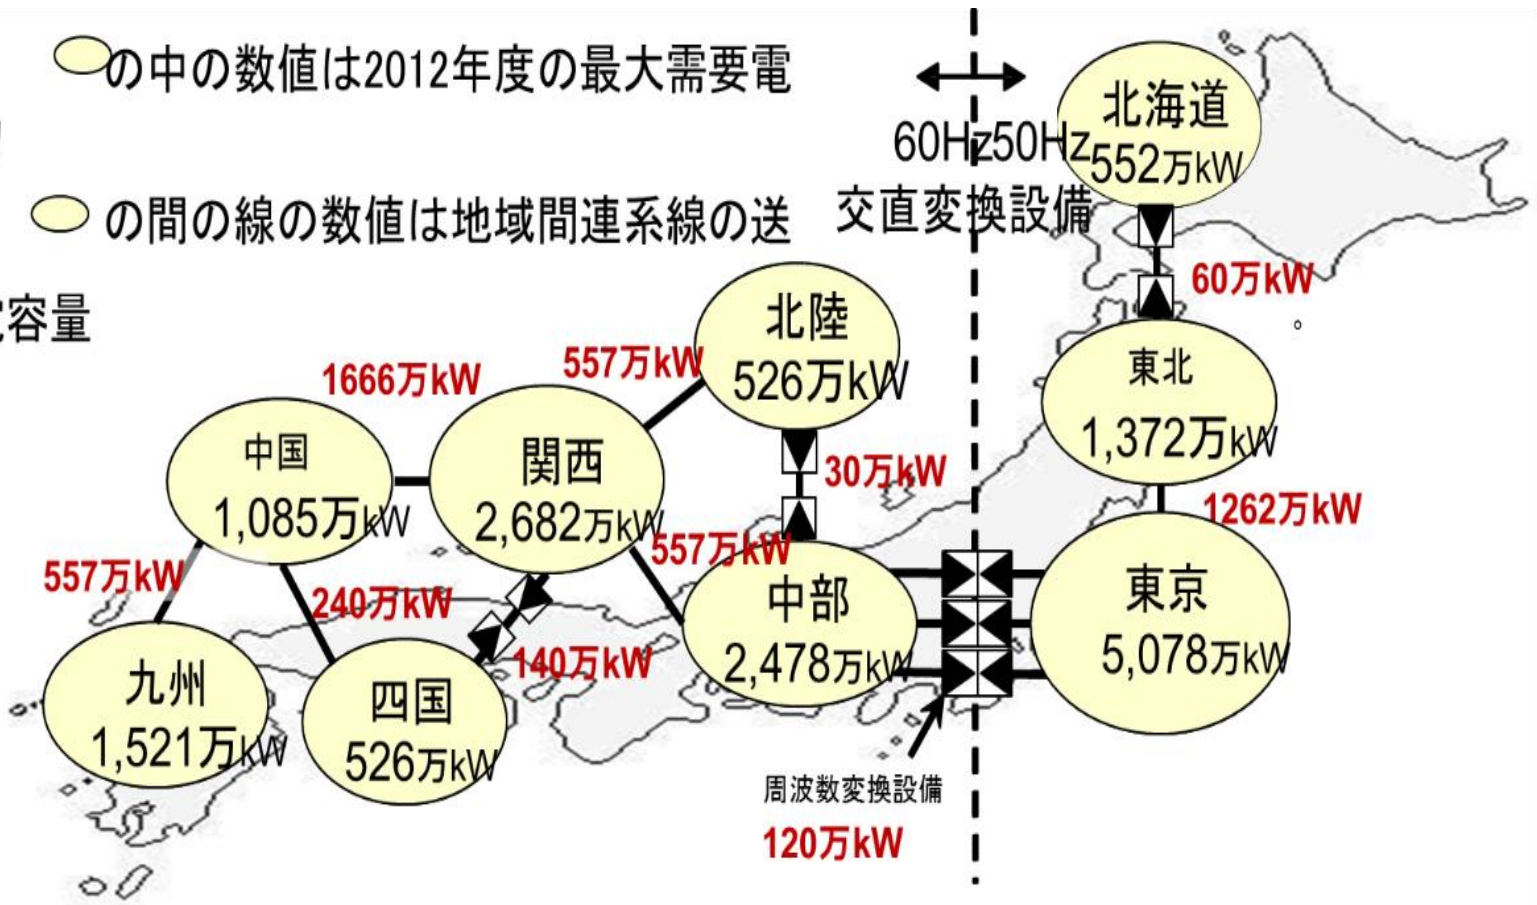 の中の数値は2012年度の最大需要電
の間の線の数値は地域間連系線の送
容量
60Hz50Hz
交直変換設備
北海道
552万kW
60万kW
。
東北
1,372万kW
1262万kW
東京
5,078万kW
北陸
526万kW
30万kW
557万kW
1666万kW
関西
2,682万kW
557万kW
中部
2,478万kW
中国
1,085万kW
557万kW
240万kW
140万kW
九州
1,521万kW
四国
526万kW
周波数変換設備
120万kW